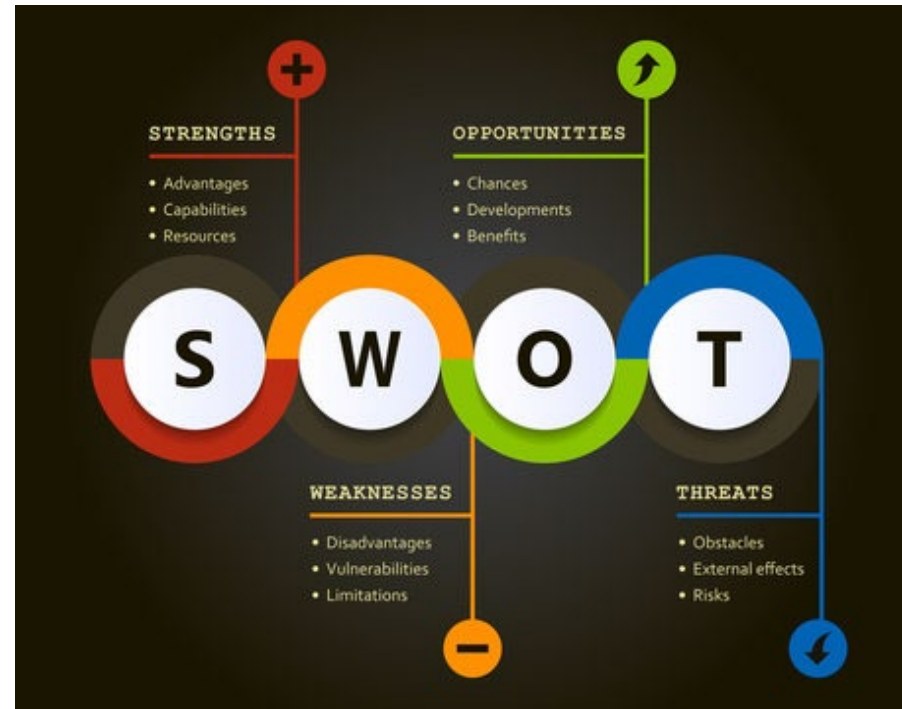 STRENGTHS
• Advantages
• Capabilities
• Resources
OPPORTUNITIES
• Chances
• Developments
• Benefits
S W O T
WEAKNESSES
• Disadvantages
• Vulnerabilities
• Limitations
THREATS
• Obstacles
• External effects
• Risks